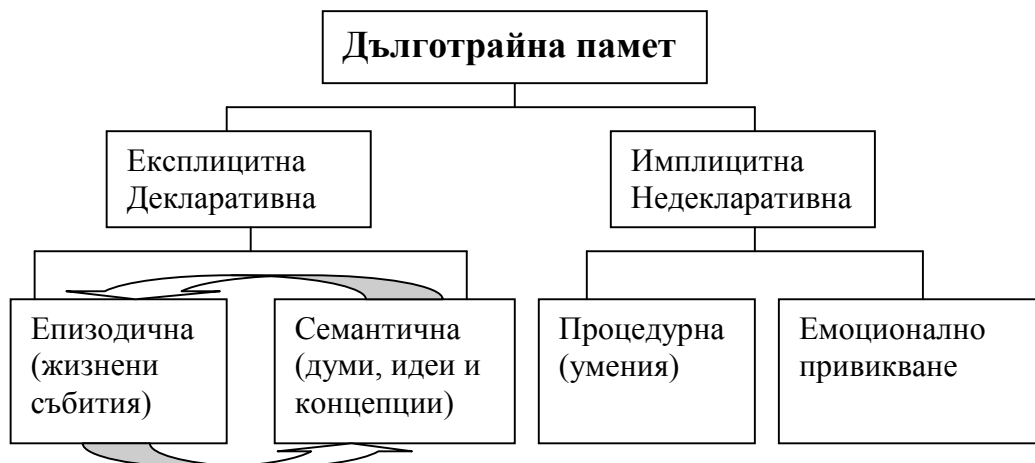 Дълготрайна памет
Експлицитна
Декларативна
Имплицитна
Недекларативна
Епизодична
(жизнени
събития)
Семантична
(думи, идеи и
концепции)
Процедурна
(умения)
Емоционално
привикване